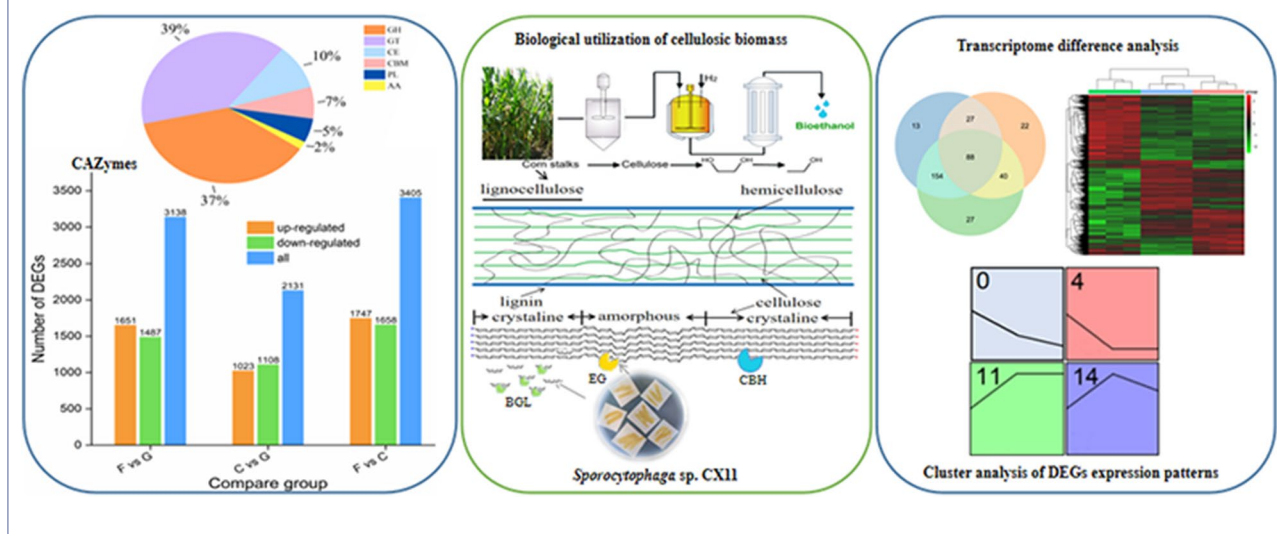 39%
10%
~7%
~5%
~2%
37%
GH
GT
CE
CBM
PL
AA
CAZymes
Number of DEGs
3500
3000
2500
2000
1500
1000
500
0
up-regulated
down-regulated
all
1651
1487
3138
1023
1108
2131
1747
1658
3405
F vs G
C vs G
F vs C
Compare group
Biological utilization of cellulosic biomass
H₂
Bioethanol
Corn stalks
Cellulose
HO
OH
OH
lignocellulose
hemicellulose
lignin
cellulose
crystaline
amorphous
crystaline
EG
CBH
BGL
Sporocytophaga sp. CX11
Transcriptome difference analysis
13
27
22
88
154
40
27
0
4
11
14
Cluster analysis of DEGs expression patterns